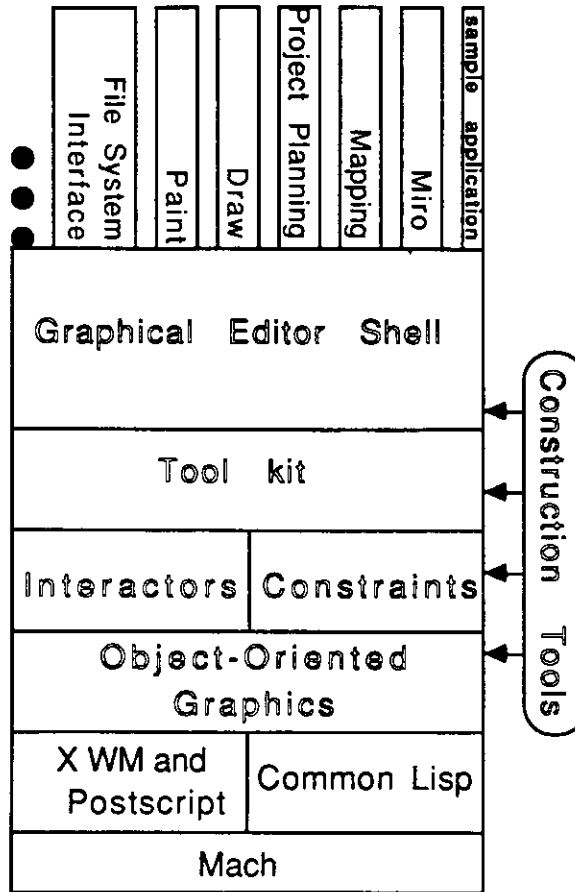 File System
Interface
Paint
Draw
Project Planning
Mapping
Miro
sample application
Graphical Editor Shell
Tool kit
Interactors
Constraints
Object-Oriented
Graphics
X WM and
Postscript
Common Lisp
Mach
Construction Tools